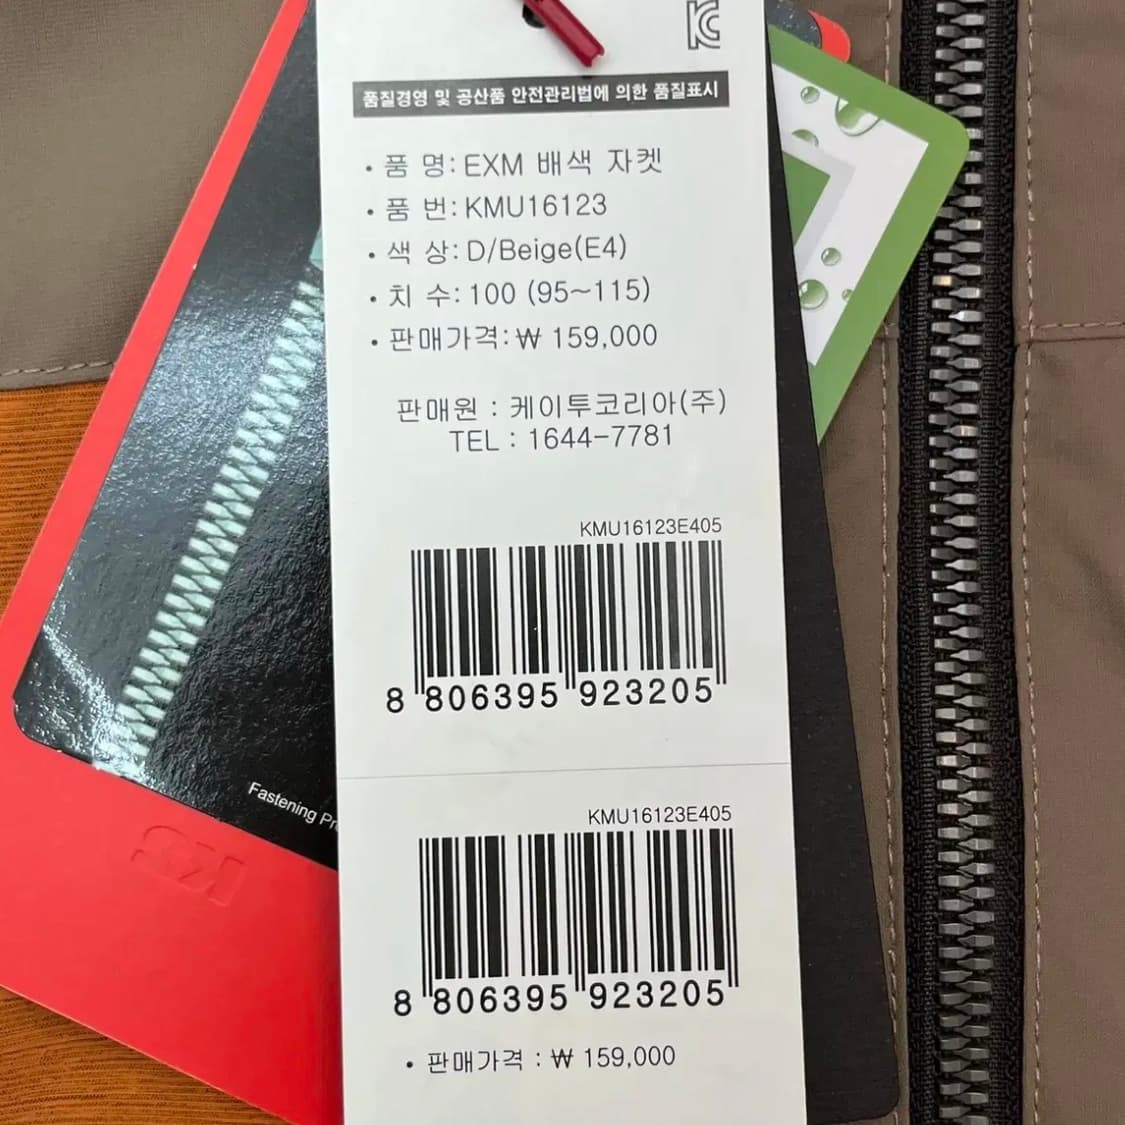 품질경영 및 공산품 안전관리법에 의한 품질표시
• 품 명: EXM 배색 자켓
• 품 번: KMU16123
• 색 상: D/Beige(E4)
• 치 수: 100 (95~115)
• 판매가격: ₩ 159,000
판매원 : 케이투코리아(주)
TEL : 1644-7781
KMU16123E405
8 806395 923205
KMU16123E405
8 806395 923205
• 판매가격 : ₩ 159,000
Fastening
K2